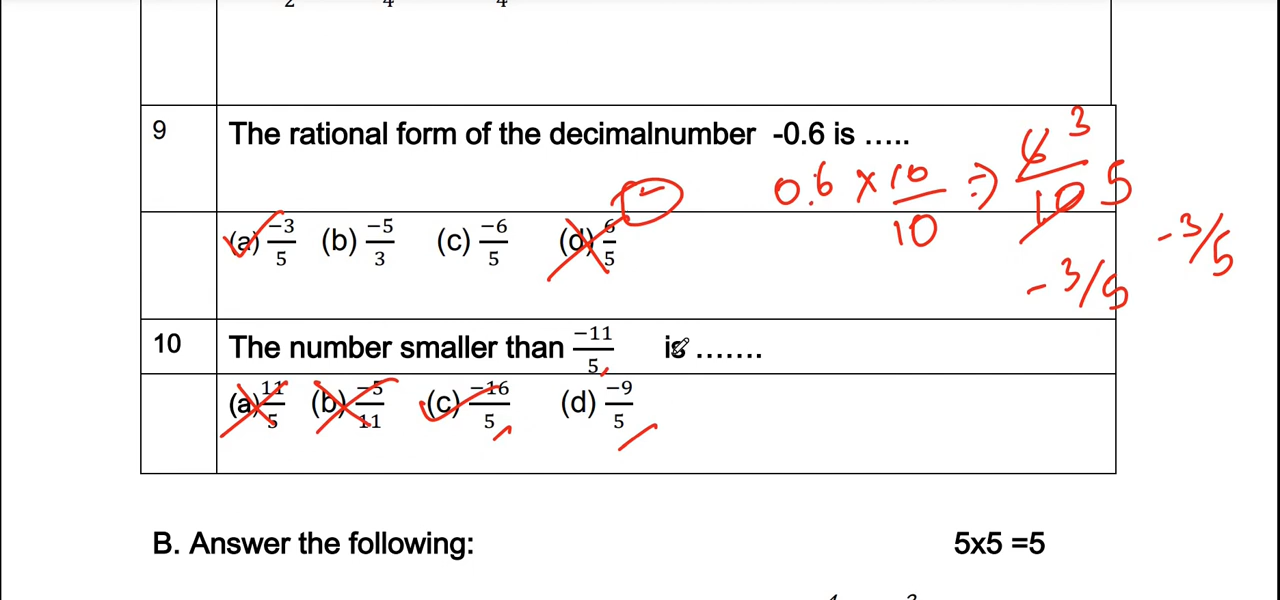 9 The rational form of the decimalnumber -0.6 is .....
0.6 × 10/10 => 6/10 3 5
(a) -3/5 (b) -5/3 (c) -6/5 (d) 6/5
-3/5 -3/5
10 The number smaller than -11/5 is .......
(a) 11/5 (b) -5/11 (c) -16/5 (d) -9/5
B. Answer the following: 5x5 =5